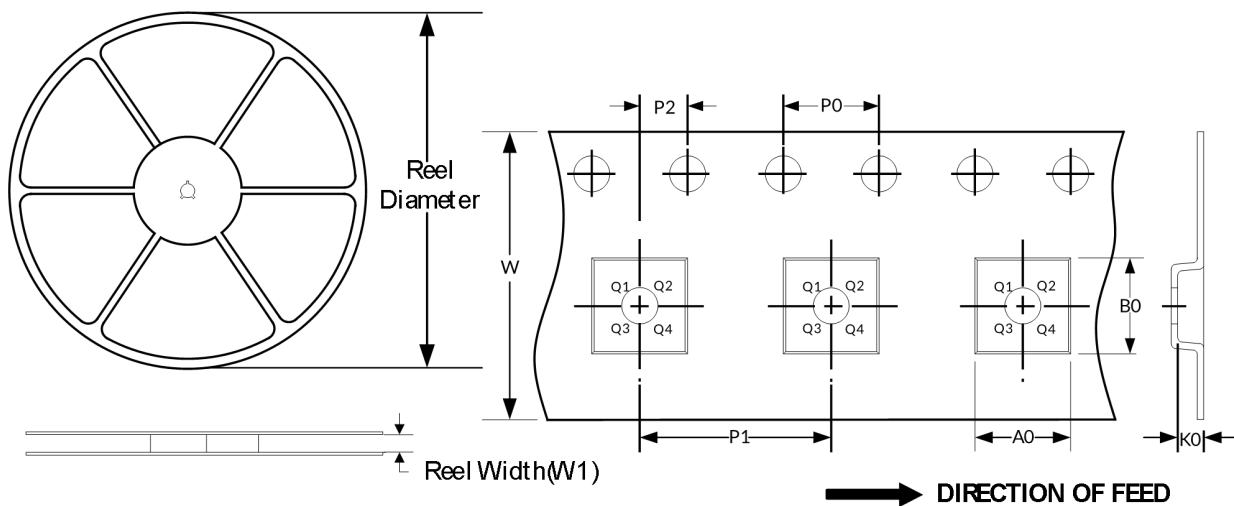 P2
P0
Reel
Diameter
W
Q1 Q2
Q3 Q4
Q1 Q2
Q3 Q4
Q1 Q2
Q3 Q4
B0
P1
A0
K0
Reel Width(W1)
DIRECTION OF FEED